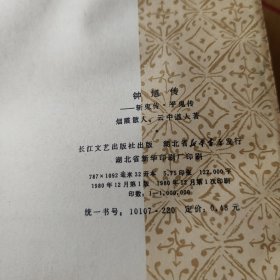 钟馗传
——斩鬼传·平鬼传
烟霞散人、云中道人著
长江文艺出版社出版 湖北省新华书店发行
湖北省新华印刷厂印刷
787×1092毫米32开本 5.75印张 122,000字
1980年12月第1版 1980年12月第1次印刷
印数:1—1,000,000
统一书号:10107·220 定价:0.48元